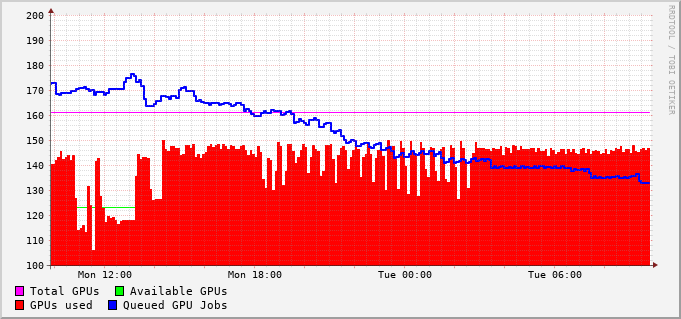 200
190
180
170
160
150
140
130
120
110
100
Mon 12:00 Mon 18:00 Tue 00:00 Tue 06:00
Total GPUs Available GPUs
GPUs used Queued GPU Jobs
RRDTOOL / TOBI OETIKER